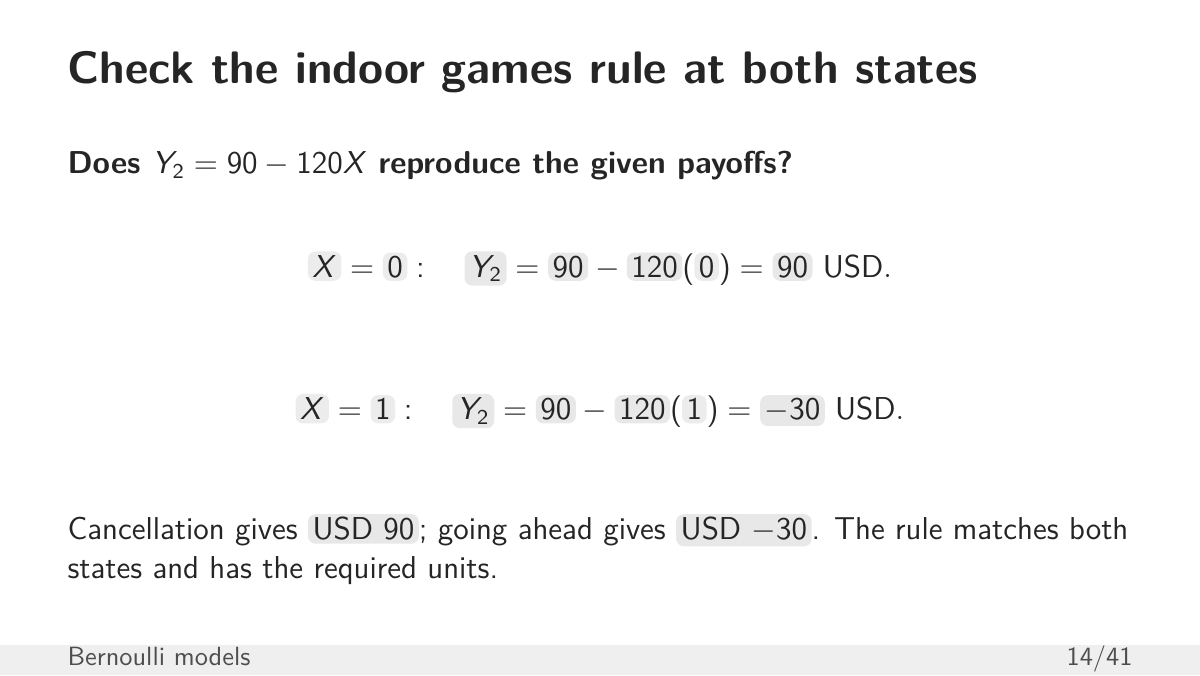 Check the indoor games rule at both states
Does Y₂ = 90 − 120X reproduce the given payoffs?
X = 0 : Y₂ = 90 − 120(0) = 90 USD.
X = 1 : Y₂ = 90 − 120(1) = −30 USD.
Cancellation gives USD 90; going ahead gives USD −30. The rule matches both
states and has the required units.
Bernoulli models 14/41